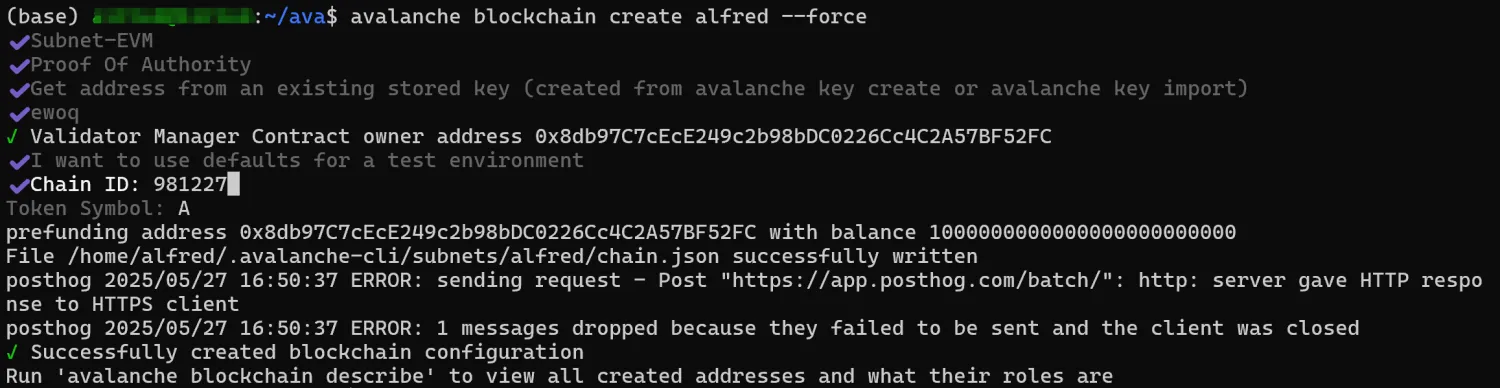 (base) :~/ava$ avalanche blockchain create alfred --force
✔Subnet-EVM
✔Proof Of Authority
✔Get address from an existing stored key (created from avalanche key create or avalanche key import)
✔ewoq
✓ Validator Manager Contract owner address 0x8db97C7cEcE249c2b98bDC0226Cc4C2A57BF52FC
✔I want to use defaults for a test environment
✔Chain ID: 981227
Token Symbol: A
prefunding address 0x8db97C7cEcE249c2b98bDC0226Cc4C2A57BF52FC with balance 1000000000000000000000000
File /home/alfred/.avalanche-cli/subnets/alfred/chain.json successfully written
posthog 2025/05/27 16:50:37 ERROR: sending request - Post "https://app.posthog.com/batch/": http: server gave HTTP respo
nse to HTTPS client
posthog 2025/05/27 16:50:37 ERROR: 1 messages dropped because they failed to be sent and the client was closed
✓ Successfully created blockchain configuration
Run 'avalanche blockchain describe' to view all created addresses and what their roles are